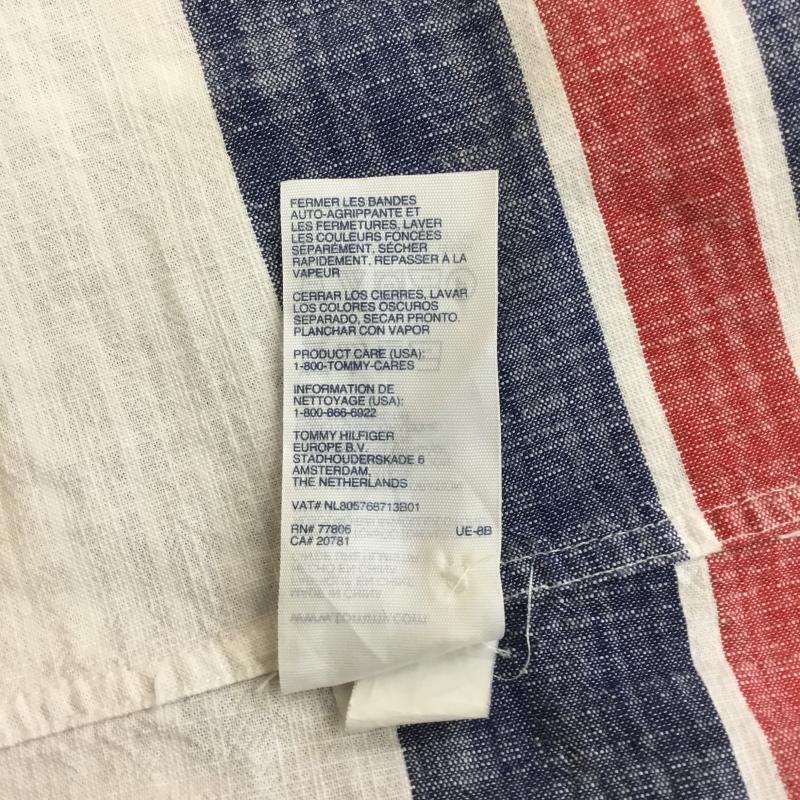 FERMER LES BANDES
AUTO-AGRIPPANTE ET
LES FERMETURES, LAVER
LES COULEURS FONCÉES
SÉPARÉMENT, SÉCHER
RAPIDEMENT, REPASSER À LA
VAPEUR
CERRAR LOS CIERRES, LAVAR
LOS COLORES OSCUROS
SEPARADO, SECAR PRONTO.
PLANCHAR CON VAPOR
PRODUCT CARE (USA):
1-800-TOMMY-CARES
INFORMATION DE
NETTOYAGE (USA):
1-800-866-6922
TOMMY HILFIGER
EUROPE B.V.
STADHOUDERSKADE 6
AMSTERDAM,
THE NETHERLANDS
VAT# NL805768713B01
RN# 77806 UE-8B
CA# 20781